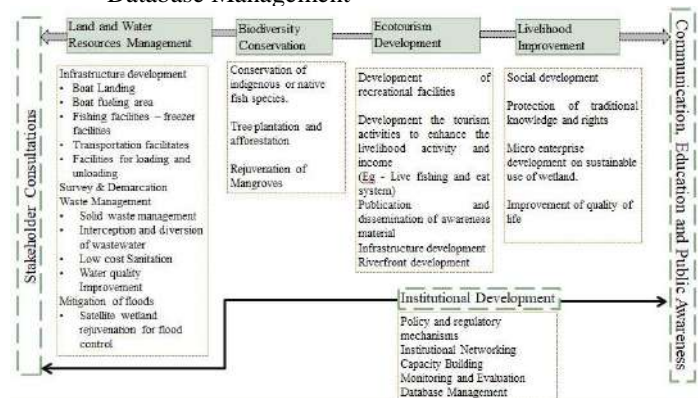 Database Management
Land and Water
Resources Management
Biodiversity
Conservation
Ecotourism
Development
Livelihood
Improvement
Stakeholder Consultations
Infrastructure development
• Boat Landing
• Boat fueling area
• Fishing facilities – freezer
facilities
• Transportation facilitates
• Facilities for loading and
unloading
Survey & Demarcation
Waste Management
• Solid waste management
• Interception and diversion
of wastewater
• Low cost Sanitation
• Water quality
Improvement
Mitigation of floods
• Satellite wetland
rejuvenation for flood
control
Conservation of
indigenous or native
fish species.
Tree plantation and
afforestation
Rejuvenation of
Mangroves
Development of
recreational facilities
Development the tourism
activities to enhance the
livelihood activity and
income
(Eg - Live fishing and eat
system)
Publication and
dissemination of awareness
material
Infrastructure development
Riverfront development
Social development
Protection of traditional
knowledge and rights
Micro enterprise
development on sustainable
use of wetland.
Improvement of quality of
life
Communication, Education and Public Awareness
Institutional Development
Policy and regulatory
mechanisms
Institutional Networking
Capacity Building
Monitoring and Evaluation
Database Management